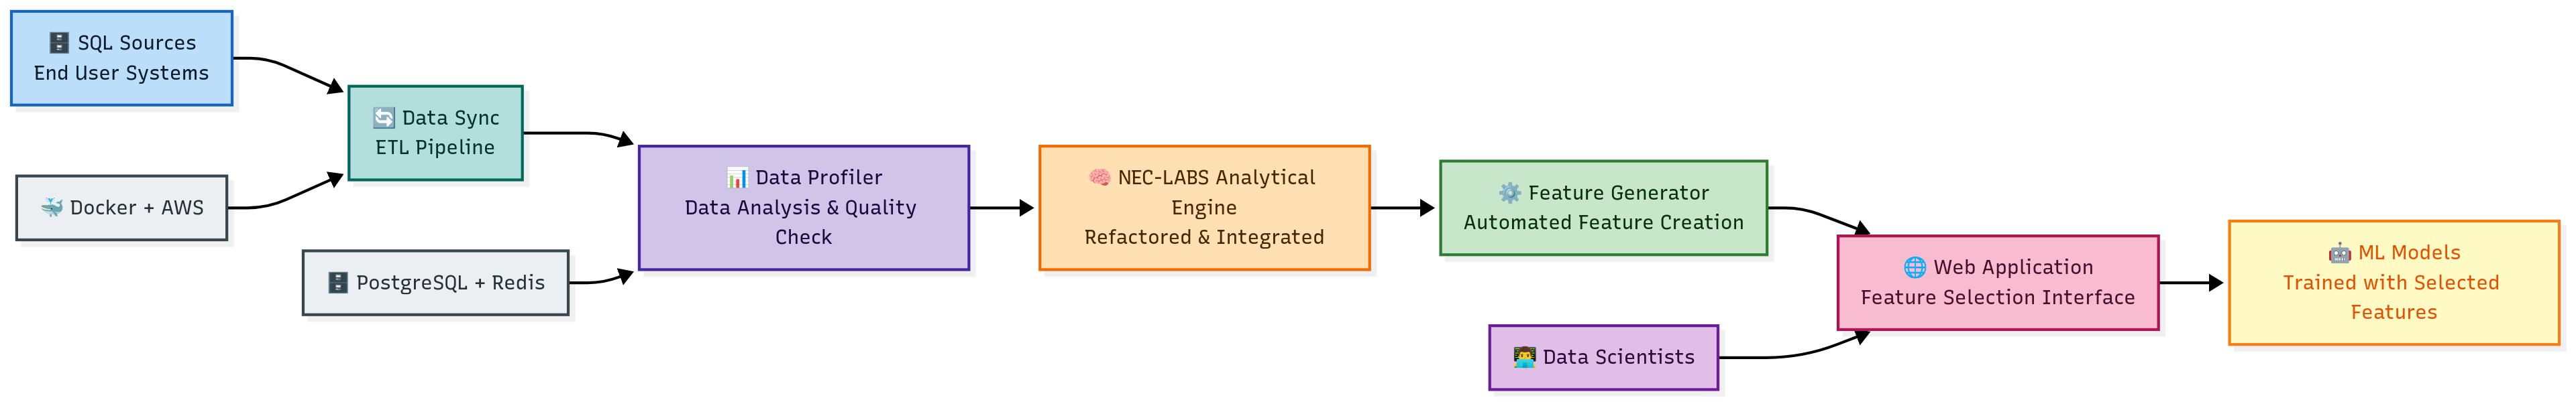 🗄️ SQL Sources
End User Systems
🔄 Data Sync
ETL Pipeline
🐳 Docker + AWS
🗄️ PostgreSQL + Redis
📊 Data Profiler
Data Analysis & Quality
Check
🧠 NEC-LABS Analytical
Engine
Refactored & Integrated
⚙️ Feature Generator
Automated Feature Creation
👨‍💻 Data Scientists
🌐 Web Application
Feature Selection Interface
🤖 ML Models
Trained with Selected
Features